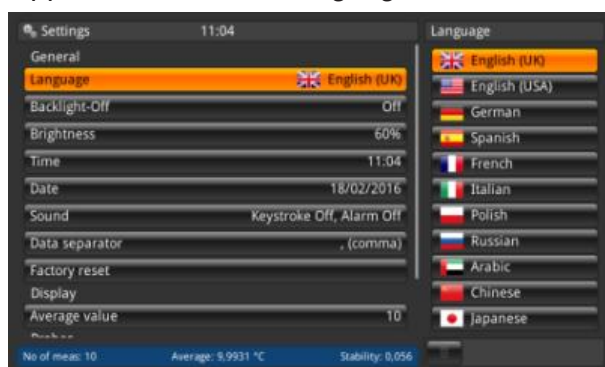 Settings 11:04
General
Language English (UK)
Backlight-Off Off
Brightness 60%
Time 11:04
Date 18/02/2016
Sound Keystroke Off, Alarm Off
Data separator , (comma)
Factory reset
Display
Average value 10
No of meas: 10 Average: 9,9931 °C Stability: 0,056
Language
English (UK)
English (USA)
German
Spanish
French
Italian
Polish
Russian
Arabic
Chinese
Japanese